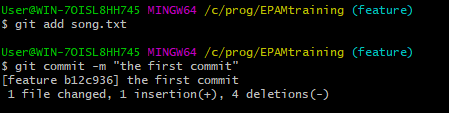 User@WIN-7OISL8HH745 MINGW64 /c/prog/EPAMtraining (feature)
$ git add song.txt
User@WIN-7OISL8HH745 MINGW64 /c/prog/EPAMtraining (feature)
$ git commit -m "the first commit"
[feature b12c936] the first commit
1 file changed, 1 insertion(+), 4 deletions(-)